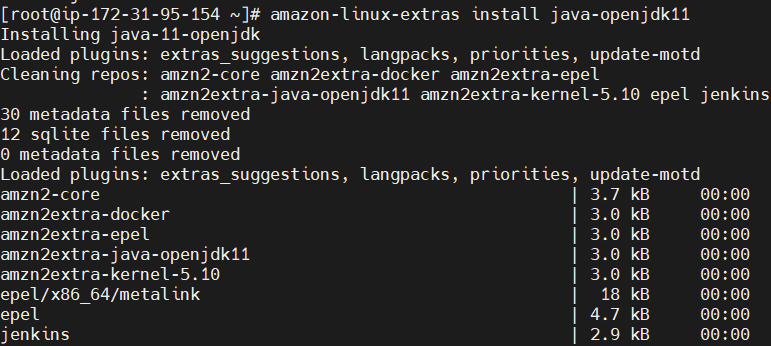 [root@ip-172-31-95-154 ~]# amazon-linux-extras install java-openjdk11
Installing java-11-openjdk
Loaded plugins: extras_suggestions, langpacks, priorities, update-motd
Cleaning repos: amzn2-core amzn2extra-docker amzn2extra-epel
              : amzn2extra-java-openjdk11 amzn2extra-kernel-5.10 epel jenkins
30 metadata files removed
12 sqlite files removed
0 metadata files removed
Loaded plugins: extras_suggestions, langpacks, priorities, update-motd
amzn2-core                                               | 3.7 kB     00:00
amzn2extra-docker                                        | 3.0 kB     00:00
amzn2extra-epel                                          | 3.0 kB     00:00
amzn2extra-java-openjdk11                                | 3.0 kB     00:00
amzn2extra-kernel-5.10                                   | 3.0 kB     00:00
epel/x86_64/metalink                                     |  18 kB     00:00
epel                                                     | 4.7 kB     00:00
jenkins                                                  | 2.9 kB     00:00